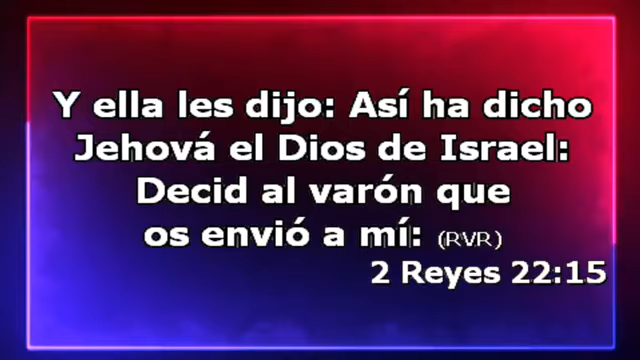 Y ella les dijo: Así ha dicho
Jehová el Dios de Israel:
Decid al varón que
os envió a mí: (RVR)
2 Reyes 22:15